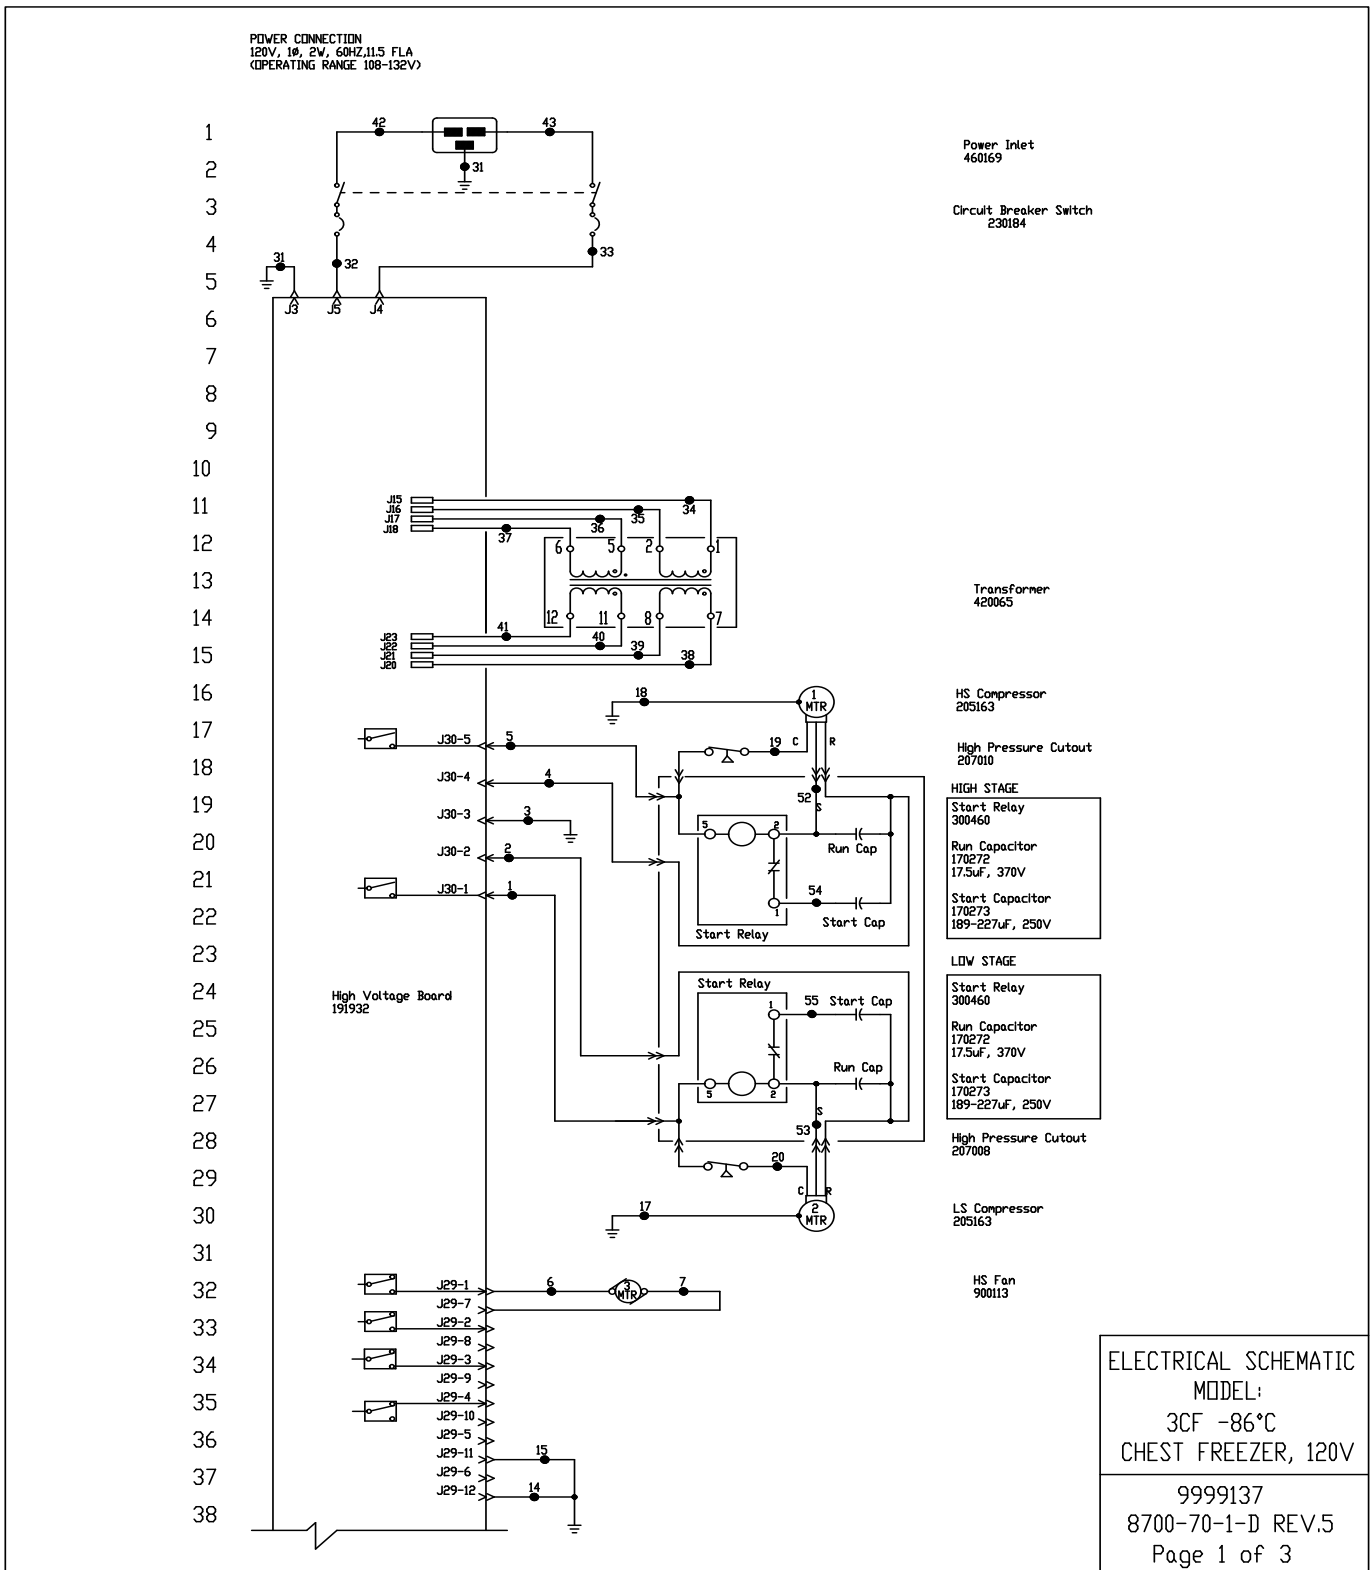 POWER CONNECTION
120V, 1ø, 2W, 60HZ,11.5 FLA
(OPERATING RANGE 108-132V)
1
42
43
Power Inlet
460169
2
31
3
Circuit Breaker Switch
230184
4
33
31
32
5
J3
J5
J4
6
7
8
9
10
11
J15
J16
J17
J18
34
35
36
37
12
6
5
2
1
13
Transformer
420065
14
12
11
8
7
J23
J22
J21
J20
41
40
39
38
15
16
18
1
MTR
HS Compressor
205163
17
J30-5
5
19
C
R
High Pressure Cutout
207010
18
J30-4
4
52
S
HIGH STAGE
19
J30-3
3
Start Relay
300460
5
2
20
J30-2
2
Run Cap
Run Capacitor
170272
17.5uF, 370V
21
J30-1
1
54
1
22
Start Cap
Start Capacitor
170273
189-227uF, 250V
Start Relay
23
LOW STAGE
24
High Voltage Board
191932
Start Relay
1
55
Start Cap
Start Relay
300460
25
Run Capacitor
170272
17.5uF, 370V
26
Run Cap
5
2
Start Capacitor
170273
189-227uF, 250V
27
S
53
28
High Pressure Cutout
207008
29
20
C
R
30
17
2
MTR
LS Compressor
205163
31
32
J29-1
6
3
MTR
7
HS Fan
900113
J29-7
33
J29-2
J29-8
34
J29-3
J29-9
35
J29-4
J29-10
36
J29-5
J29-11
15
37
J29-6
J29-12
14
38
ELECTRICAL SCHEMATIC
MODEL:
3CF -86°C
CHEST FREEZER, 120V
9999137
8700-70-1-D REV.5
Page 1 of 3